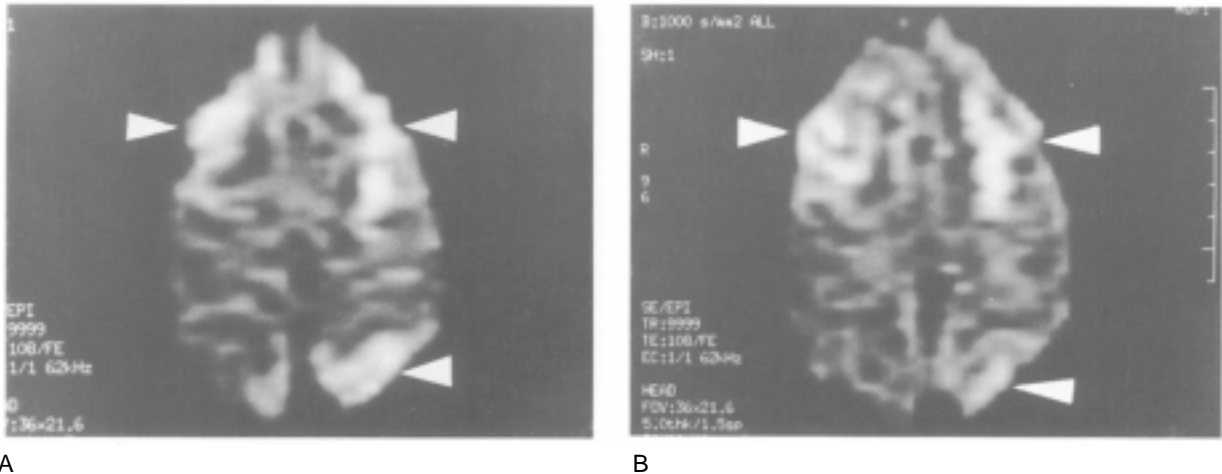 1
EPI
9999
108/FE
1/1 62kHz
:36x21.6
A
B:1000 s/mm2 ALL
SH:1
R
9
6
SE/EPI
TR:9999
TE:108/FE
EC:1/1 62kHz
HEAD
FOV:36x21.6
5.0thk/1.5sp
B